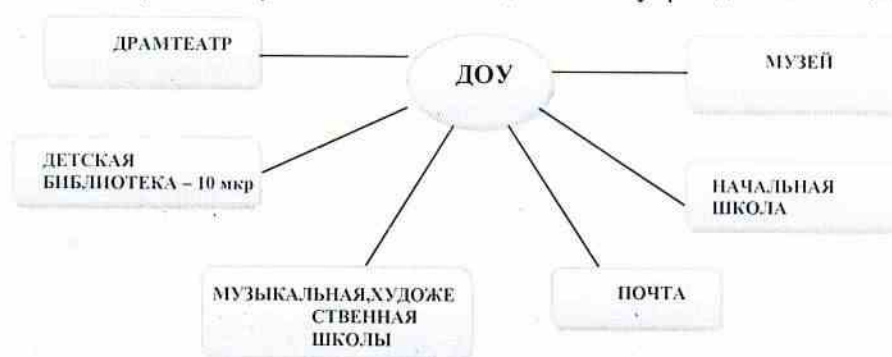 ДРАМТЕАТР
ДОУ
МУЗЕЙ
ДЕТСКАЯ
БИБЛИОТЕКА – 10 мкр
НАЧАЛЬНАЯ
ШКОЛА
МУЗЫКАЛЬНАЯ,ХУДОЖЕ
СТВЕННАЯ
ШКОЛЫ
ПОЧТА